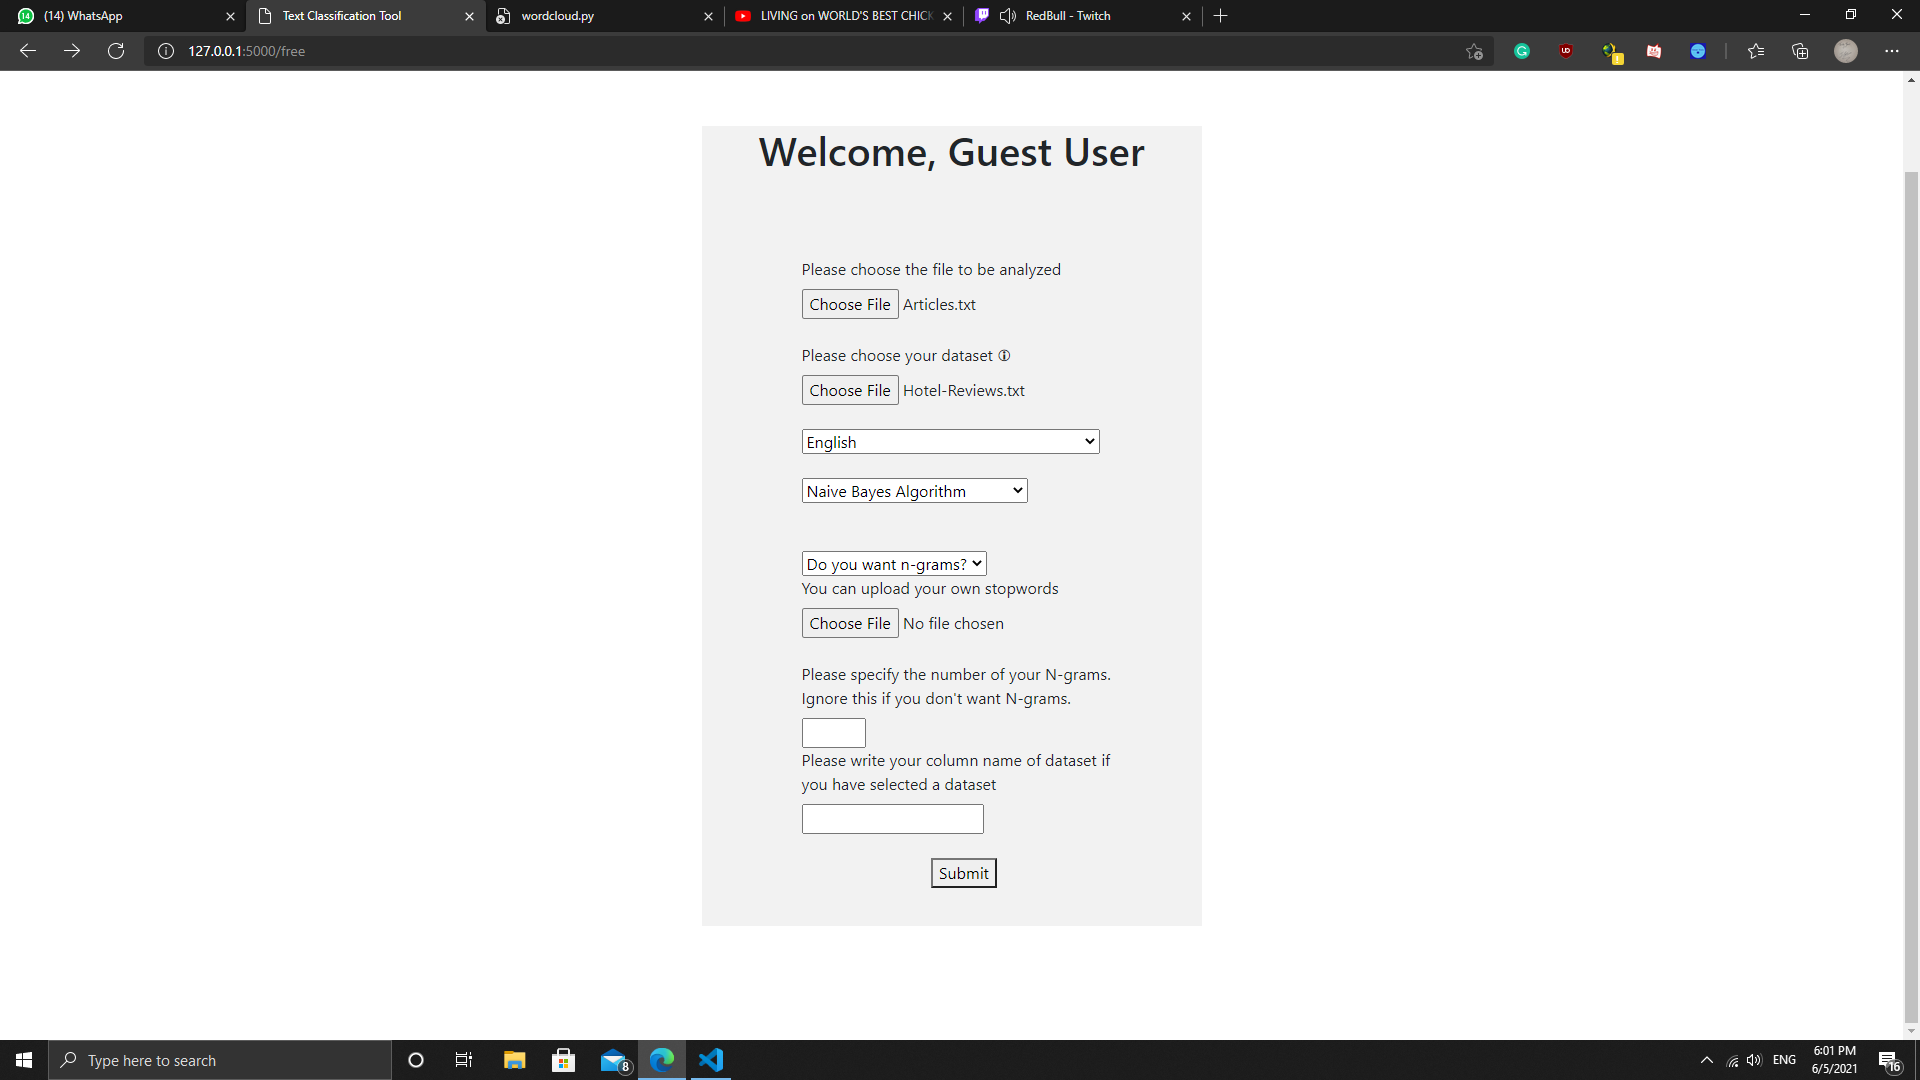 (14) WhatsApp
Text Classification Tool
wordcloud.py
LIVING on WORLD'S BEST CHICK
RedBull - Twitch
127.0.0.1:5000/free
Welcome, Guest User
Please choose the file to be analyzed
Choose File Articles.txt
Please choose your dataset
Choose File Hotel-Reviews.txt
English
Naive Bayes Algorithm
Do you want n-grams?
You can upload your own stopwords
Choose File No file chosen
Please specify the number of your N-grams.
Ignore this if you don't want N-grams.
Please write your column name of dataset if
you have selected a dataset
Submit
Type here to search
8
ENG
6:01 PM
6/5/2021
16